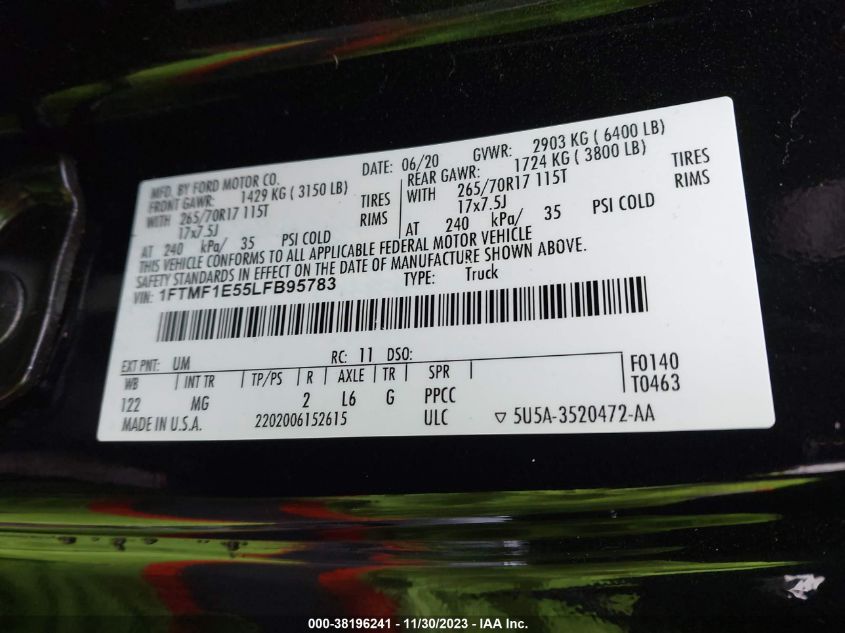 MFD. BY FORD MOTOR CO. DATE: 06/20 GVWR: 2903 KG ( 6400 LB)
FRONT GAWR: 1429 KG ( 3150 LB) REAR GAWR: 1724 KG ( 3800 LB)
WITH 265/70R17 115T TIRES WITH 265/70R17 115T TIRES
17x7.5J RIMS 17x7.5J RIMS
AT 240 kPa/ 35 PSI COLD AT 240 kPa/ 35 PSI COLD
THIS VEHICLE CONFORMS TO ALL APPLICABLE FEDERAL MOTOR VEHICLE
SAFETY STANDARDS IN EFFECT ON THE DATE OF MANUFACTURE SHOWN ABOVE.
VIN: 1FTMF1E55LFB95783 TYPE: Truck
EXT PNT: UM RC: 11 DSO: F0140
WB INT TR TP/PS R AXLE TR SPR T0463
122 MG 2 L6 G PPCC
MADE IN U.S.A. 2202006152615 ULC ▽ 5U5A-3520472-AA
000-38196241 - 11/30/2023 - IAA Inc.